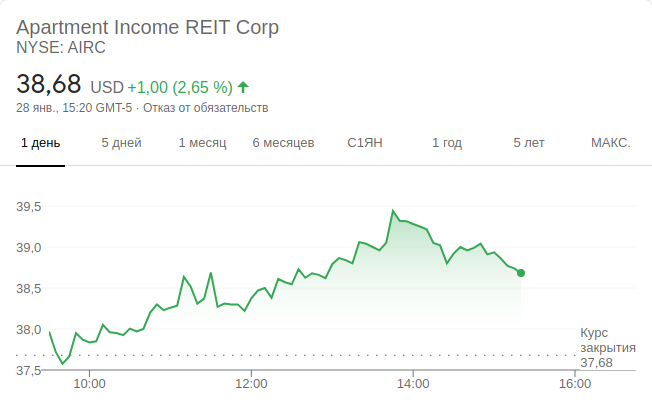 Apartment Income REIT Corp
NYSE: AIRC
38,68 USD +1,00 (2,65 %)
28 янв., 15:20 GMT-5 · Отказ от обязательств
1 день 5 дней 1 месяц 6 месяцев С1ЯН 1 год 5 лет МАКС.
39,5
39,0
38,5
38,0
Курс
закрытия
37,68
37,5
10:00 12:00 14:00 16:00